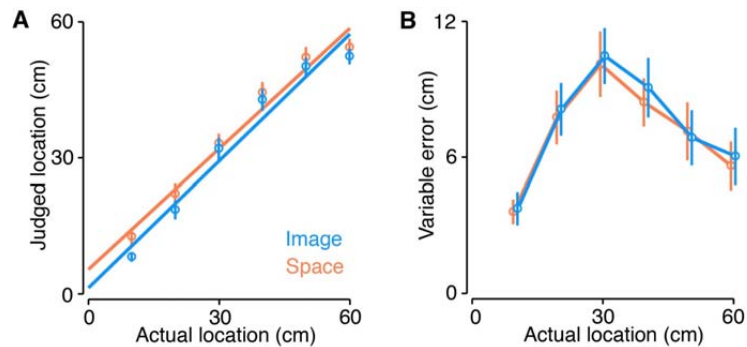 A
Judged location (cm)
60
30
0
Image
Space
0
30
60
Actual location (cm)
B
Variable error (cm)
12
6
0
0
30
60
Actual location (cm)